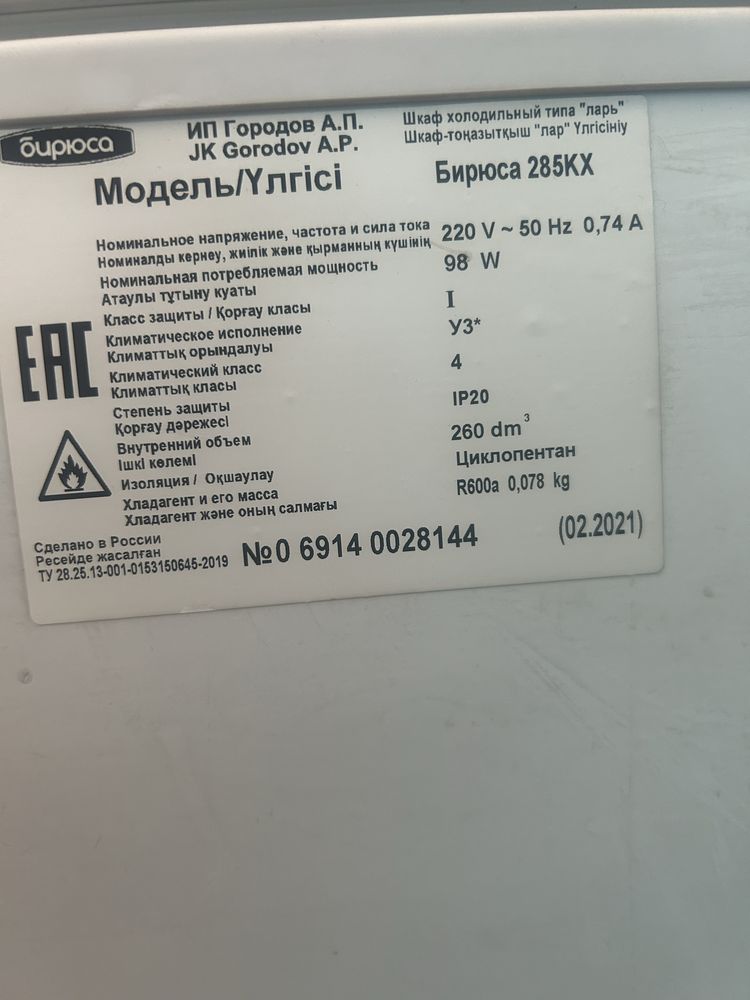 бирюса
ИП Городов А.П.
JK Gorodov A.P.
Шкаф холодильный типа "ларь"
Шкаф-тоңазытқыш "лар" Үлгісініу
Модель/Үлгісі
Бирюса 285KX
Номинальное напряжение, частота и сила тока
Номиналды кернеу, жиілік және қырманның күшінің
220 V ~ 50 Hz 0,74 A
Номинальная потребляемая мощность
Атаулы тұтыну куаты
98 W
Класс защиты / Қорғау класы
I
Климатическое исполнение
Климаттық орындалуы
У3*
Климатический класс
Климаттық класы
4
Степень защиты
Қорғау дәрежесі
IP20
Внутренний объем
Ішкі көлемі
260 dm³
Изоляция / Оқшаулау
Циклопентан
Хладагент и его масса
Хладагент және оның салмағы
R600a 0,078 kg
EAC
Сделано в России
Ресейде жасалған
ТУ 28.25.13-001-0153150645-2019
№0 6914 0028144
(02.2021)